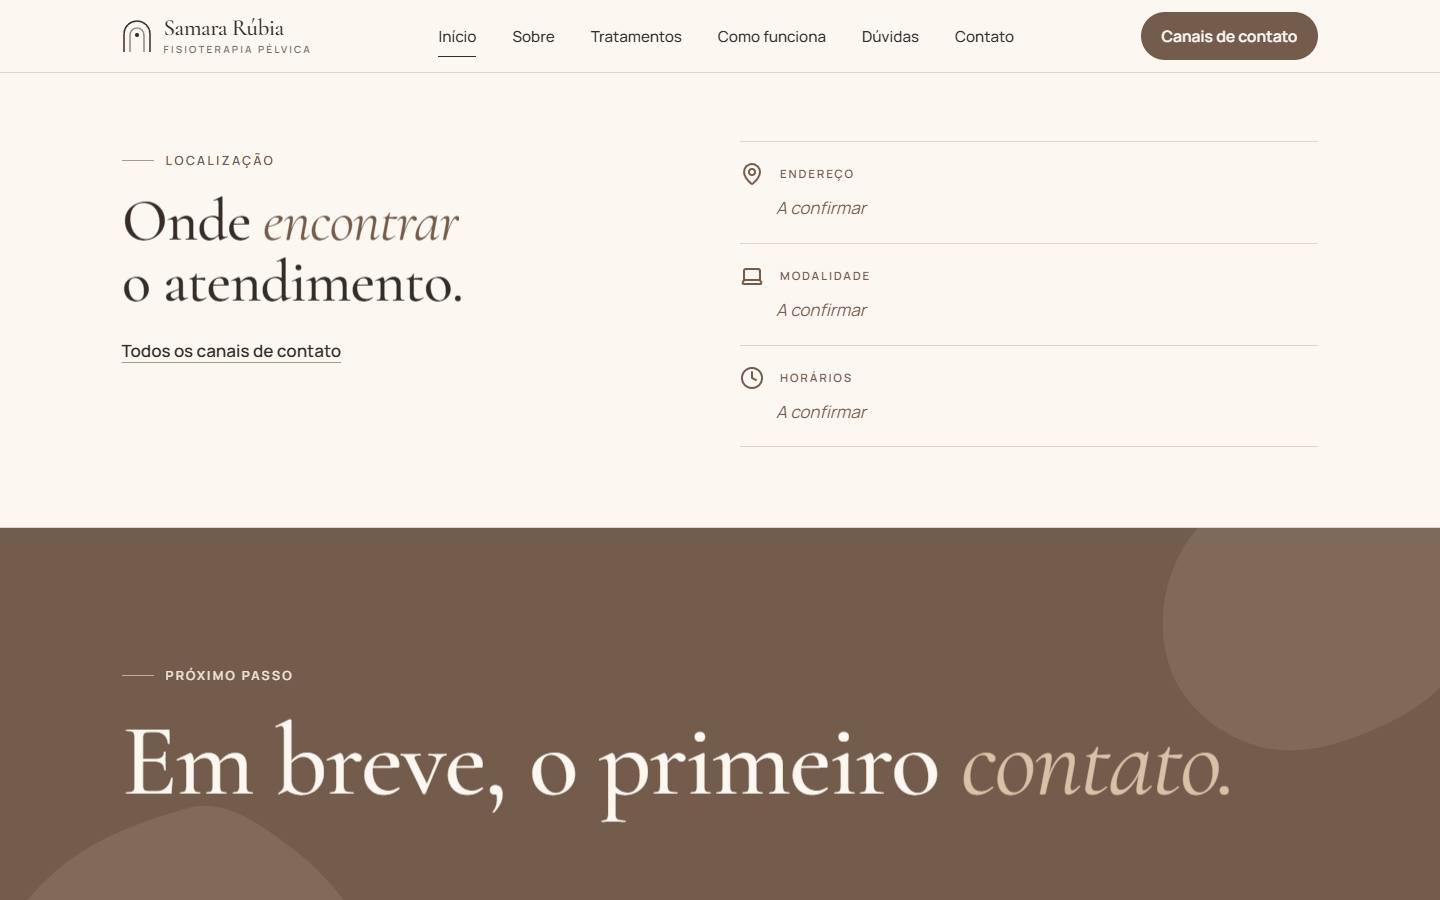 Samara Rúbia
FISIOTERAPIA PÉLVICA
Início
Sobre
Tratamentos
Como funciona
Dúvidas
Contato
Canais de contato
LOCALIZAÇÃO
Onde encontrar
o atendimento.
Todos os canais de contato
ENDEREÇO
A confirmar
MODALIDADE
A confirmar
HORÁRIOS
A confirmar
PRÓXIMO PASSO
Em breve, o primeiro contato.